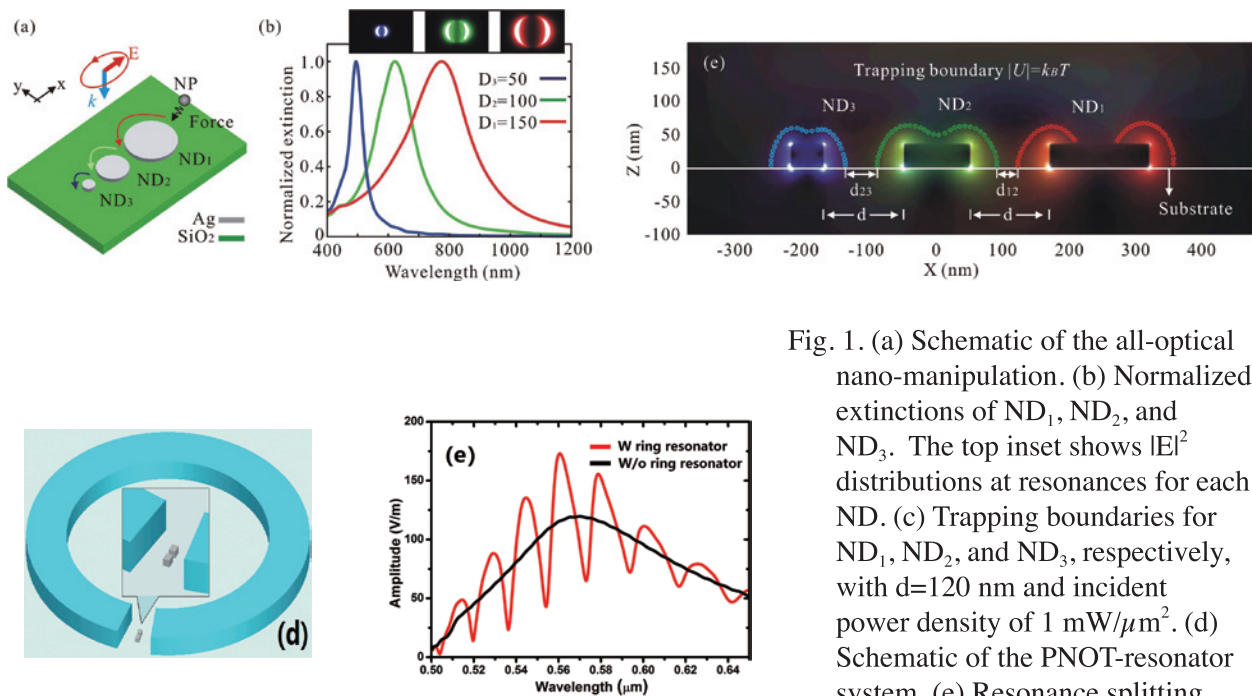 (a)
E
y
x
k
NP
Force
ND₁
ND₂
ND₃
Ag
SiO₂
(b)
Normalized extinction
1.0
0.8
0.6
0.4
0.2
0
D₃=50
D₂=100
D₁=150
400
600
800
1000
1200
Wavelength (nm)
(e)
Trapping boundary |U|=k_BT
ND₃
ND₂
ND₁
Z (nm)
150
100
50
0
-50
-100
d₂₃
d₁₂
d
d
Substrate
-300
-200
-100
0
100
200
300
400
X (nm)
(d)
(e)
W ring resonator
W/o ring resonator
Amplitude (V/m)
200
150
100
50
0
0.50
0.52
0.54
0.56
0.58
0.60
0.62
0.64
Wavelength (μm)
Fig. 1. (a) Schematic of the all-optical
nano-manipulation. (b) Normalized
extinctions of ND₁, ND₂, and
ND₃. The top inset shows |E|²
distributions at resonances for each
ND. (c) Trapping boundaries for
ND₁, ND₂, and ND₃, respectively,
with d=120 nm and incident
power density of 1 mW/μm². (d)
Schematic of the PNOT-resonator
system. (e) Resonance splitting